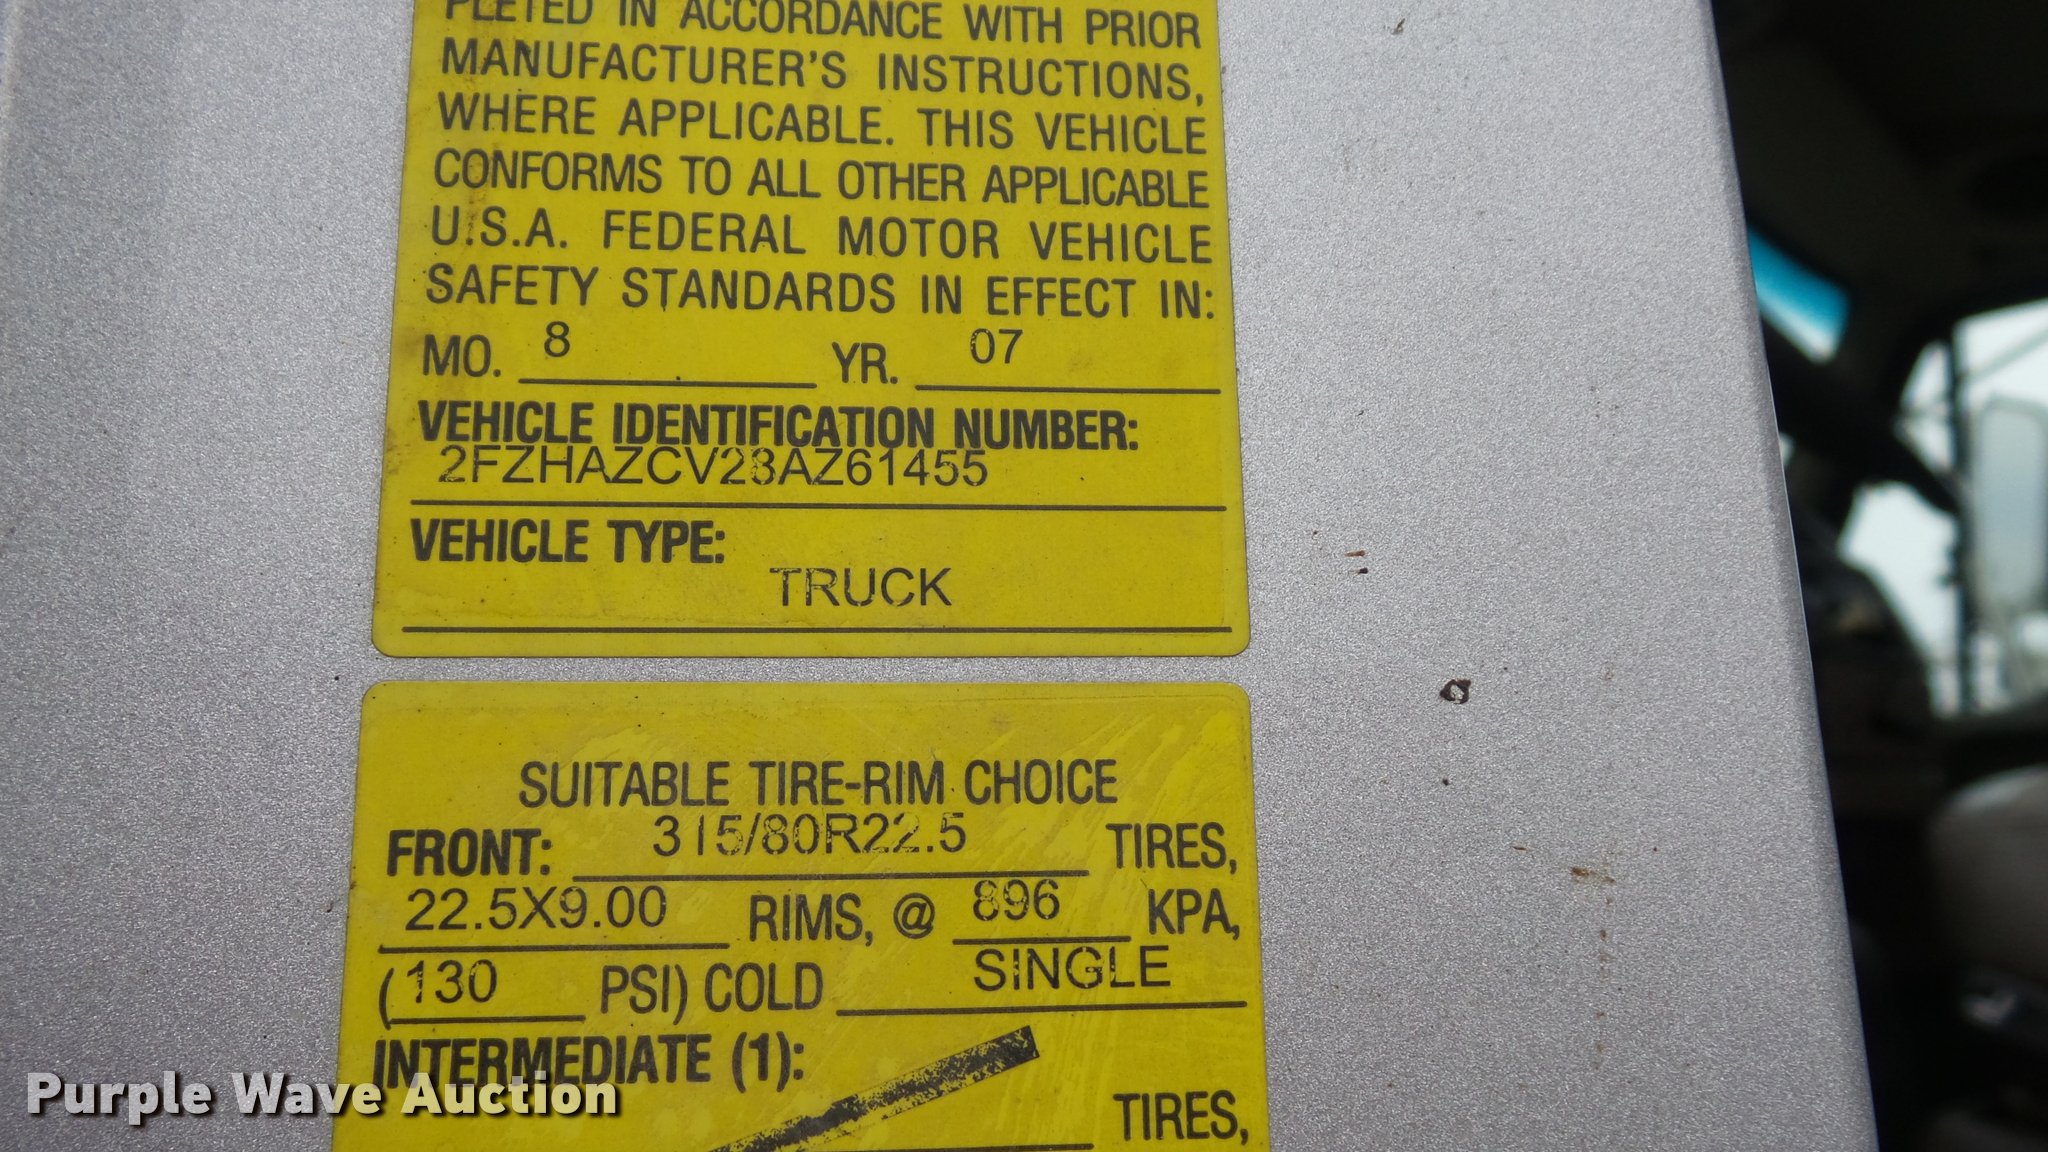 PLETED IN ACCORDANCE WITH PRIOR
MANUFACTURER'S INSTRUCTIONS,
WHERE APPLICABLE. THIS VEHICLE
CONFORMS TO ALL OTHER APPLICABLE
U.S.A. FEDERAL MOTOR VEHICLE
SAFETY STANDARDS IN EFFECT IN:
MO. 8 YR. 07
VEHICLE IDENTIFICATION NUMBER:
2FZHAZCV28AZ61455
VEHICLE TYPE:
TRUCK
SUITABLE TIRE-RIM CHOICE
FRONT: 315/80R22.5 TIRES,
22.5X9.00 RIMS, @ 896 KPA,
(130 PSI) COLD SINGLE
INTERMEDIATE (1):
TIRES,
Purple Wave Auction